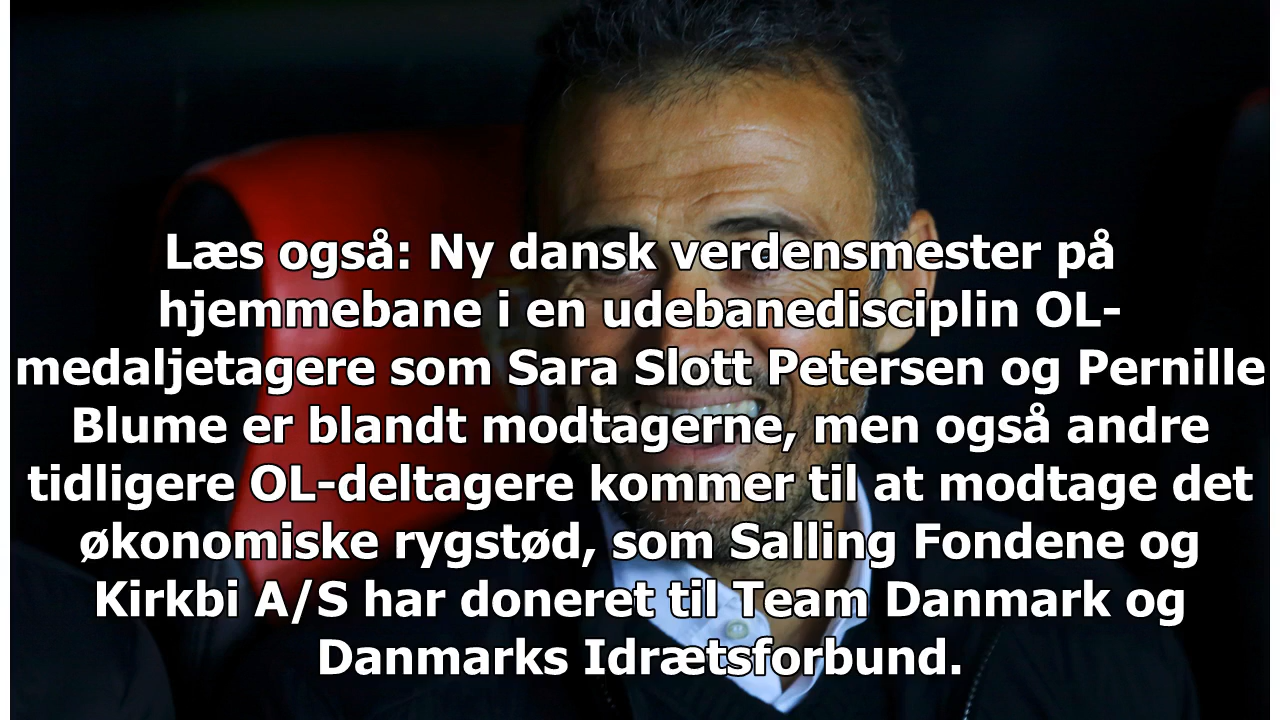 Læs også: Ny dansk verdensmester på
hjemmebane i en udebanedisciplin OL-
medaljetagere som Sara Slott Petersen og Pernille
Blume er blandt modtagerne, men også andre
tidligere OL-deltagere kommer til at modtage det
økonomiske rygstød, som Salling Fondene og
Kirkbi A/S har doneret til Team Danmark og
Danmarks Idrætsforbund.